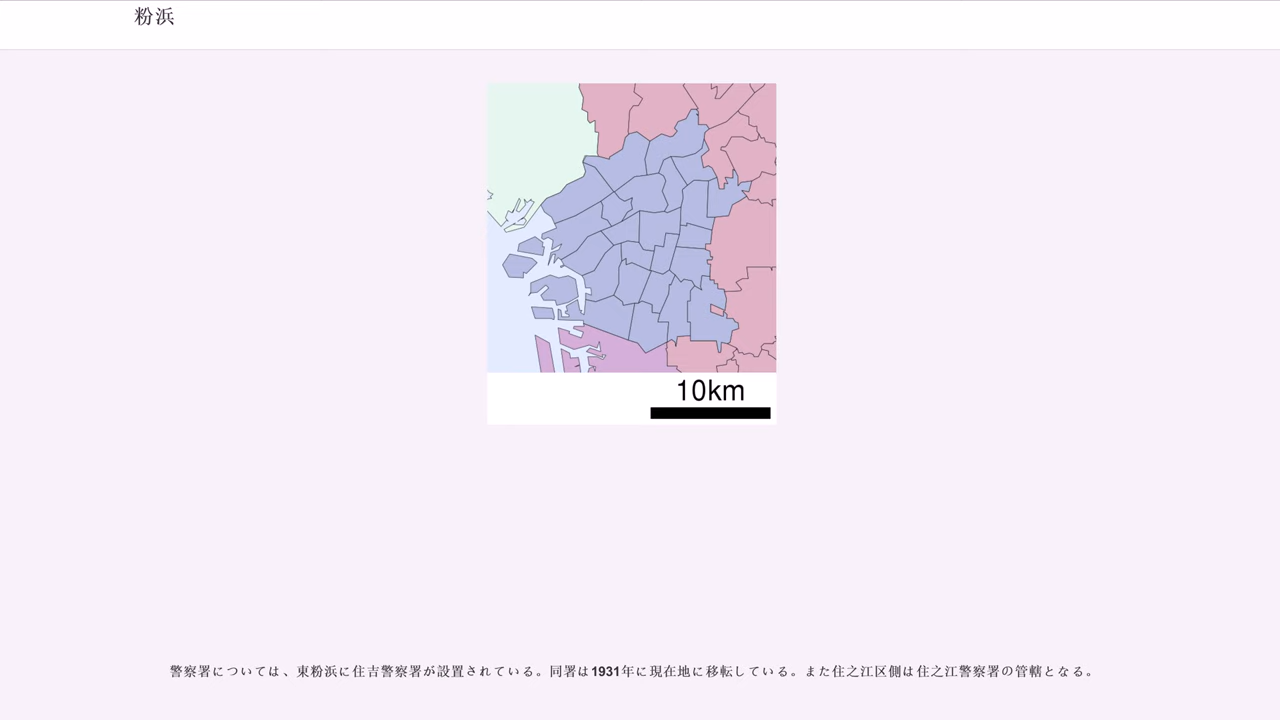 粉浜
10km
警察署については、東粉浜に住吉警察署が設置されている。同署は1931年に現在地に移転している。また住之江区側は住之江警察署の管轄となる。